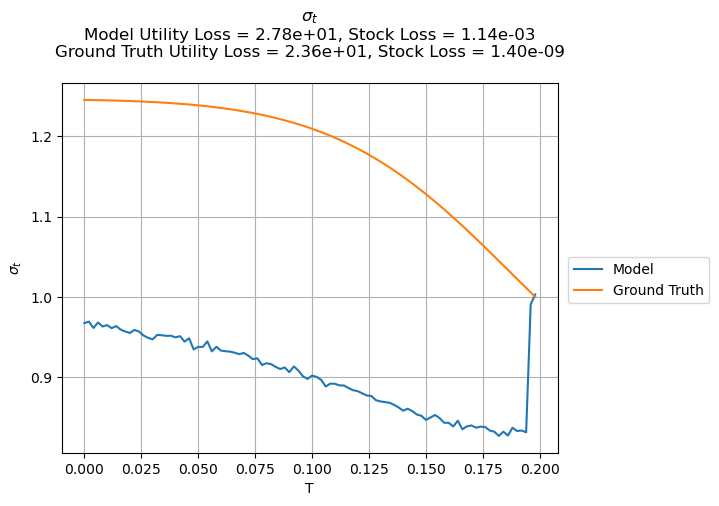 σₜ
Model Utility Loss = 2.78e+01, Stock Loss = 1.14e-03
Ground Truth Utility Loss = 2.36e+01, Stock Loss = 1.40e-09
1.2
1.1
1.0
0.9
σₜ
0.000 0.025 0.050 0.075 0.100 0.125 0.150 0.175 0.200
T
Model
Ground Truth